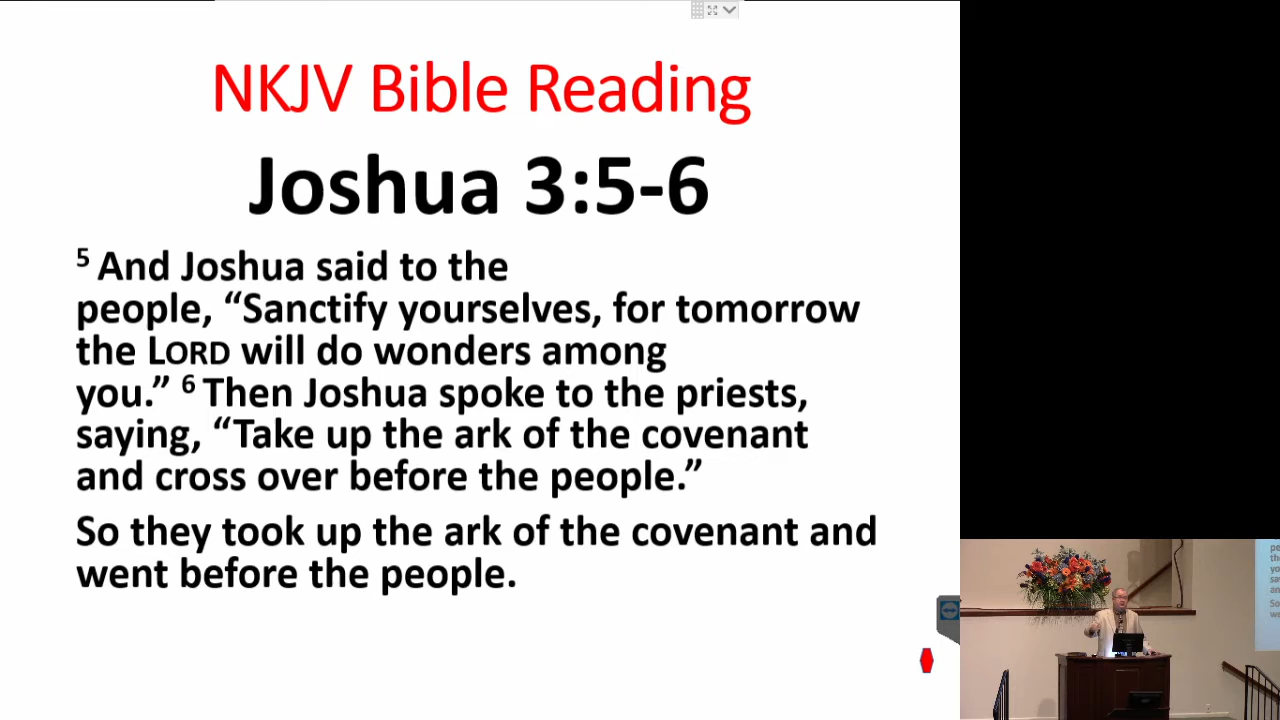 NKJV Bible Reading
Joshua 3:5-6
5 And Joshua said to the
people, “Sanctify yourselves, for tomorrow
the LORD will do wonders among
you.” 6 Then Joshua spoke to the priests,
saying, “Take up the ark of the covenant
and cross over before the people.”
So they took up the ark of the covenant and
went before the people.